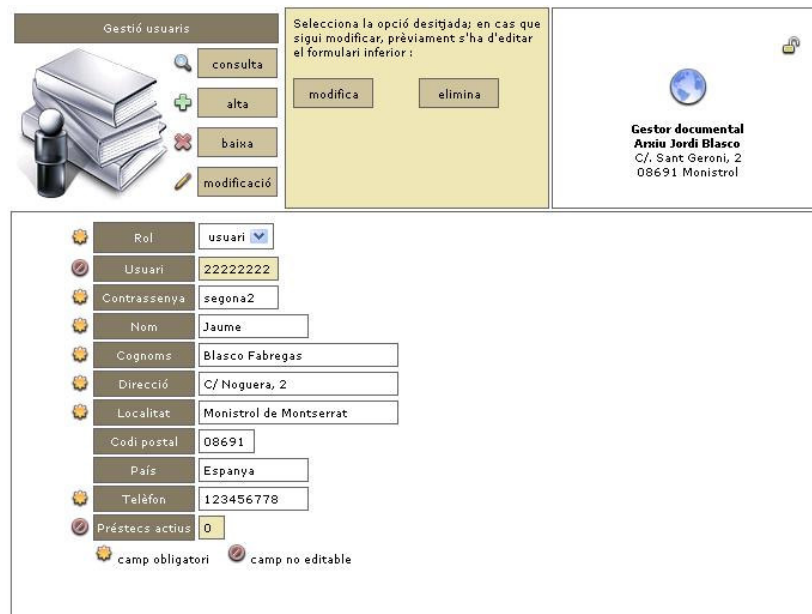 Gestió usuaris
consulta
alta
baixa
modificació
Selecciona la opció desitjada; en cas que
sigui modificar, prèviament s'ha d'editar
el formulari inferior :
modifica elimina
Gestor documental
Arxiu Jordi Blasco
C/. Sant Geroni, 2
08691 Monistrol
Rol usuari
Usuari 22222222
Contrassenya segona2
Nom Jaume
Cognoms Blasco Fabregas
Direcció C/ Noguera, 2
Localitat Monistrol de Montserrat
Codi postal 08691
País Espanya
Telèfon 123456778
Préstecs actius 0
camp obligatori camp no editable